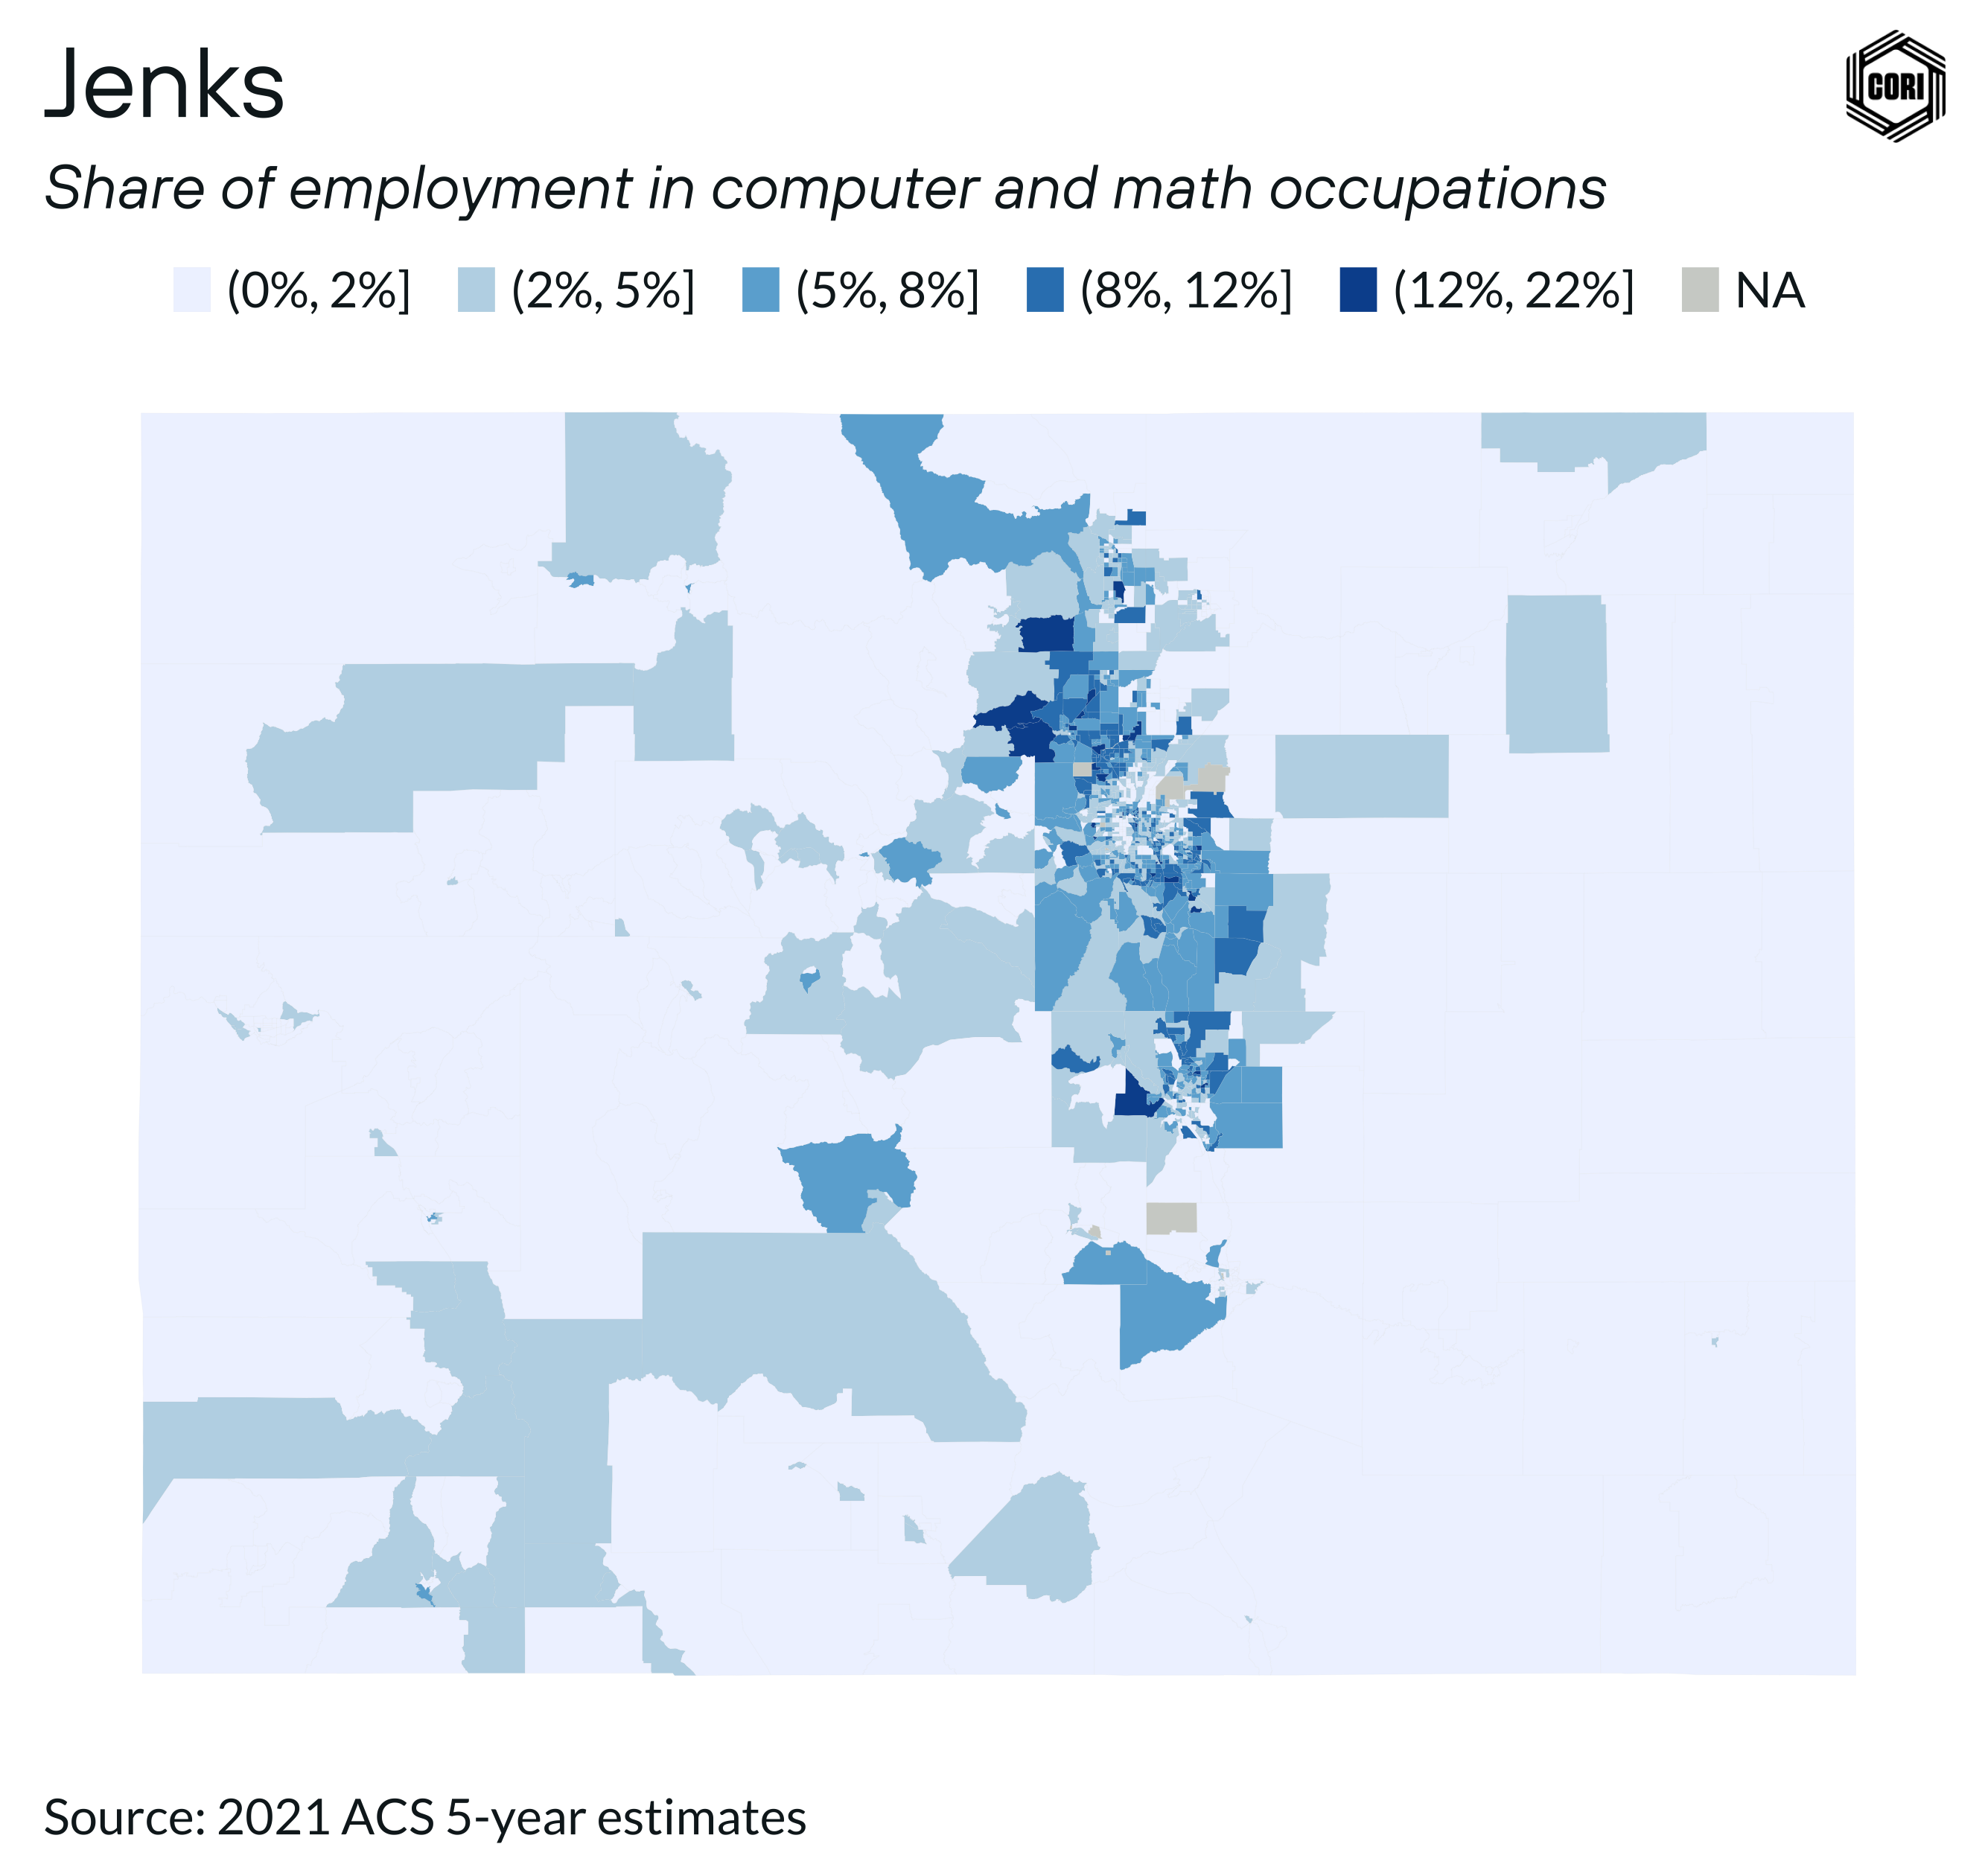 Jenks
CORI
Share of employment in computer and math occupations
(0%, 2%] (2%, 5%] (5%, 8%] (8%, 12%] (12%, 22%] NA
Source: 2021 ACS 5-year estimates